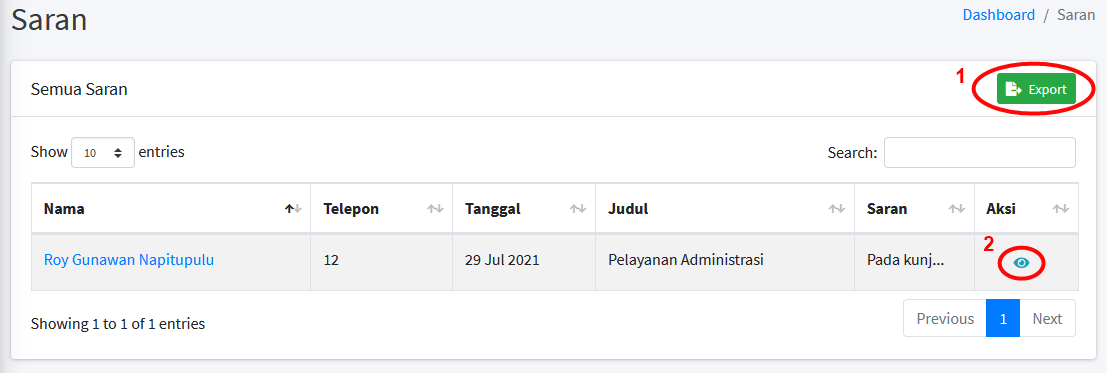 Saran
Dashboard / Saran
Semua Saran
1
Export
Show 10 entries
Search:
Nama Telepon Tanggal Judul Saran Aksi
2
Roy Gunawan Napitupulu 12 29 Jul 2021 Pelayanan Administrasi Pada kunj...
Showing 1 to 1 of 1 entries
Previous 1 Next